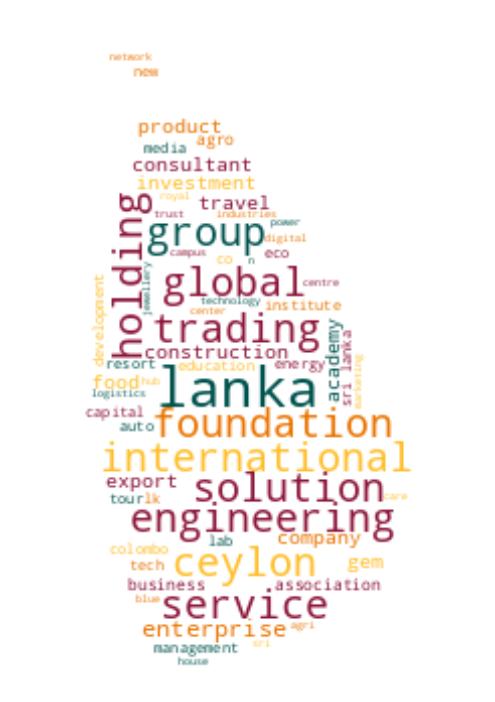 network
new
product
agro
media
consultant
investment
royal
travel
trust
industries
holding
group
power
digital
campus
co
n
eco
jewellery
global
centre
development
technology
center
institute
trading
academy
sri lanka
construction
resort
education
energy
marketing
food
hub
lanka
logistics
capital
auto
foundation
international
export
solution
tour
lk
care
engineering
lab
company
colombo
tech
ceylon
gem
business
association
blue
service
enterprise
agri
management
sri
house